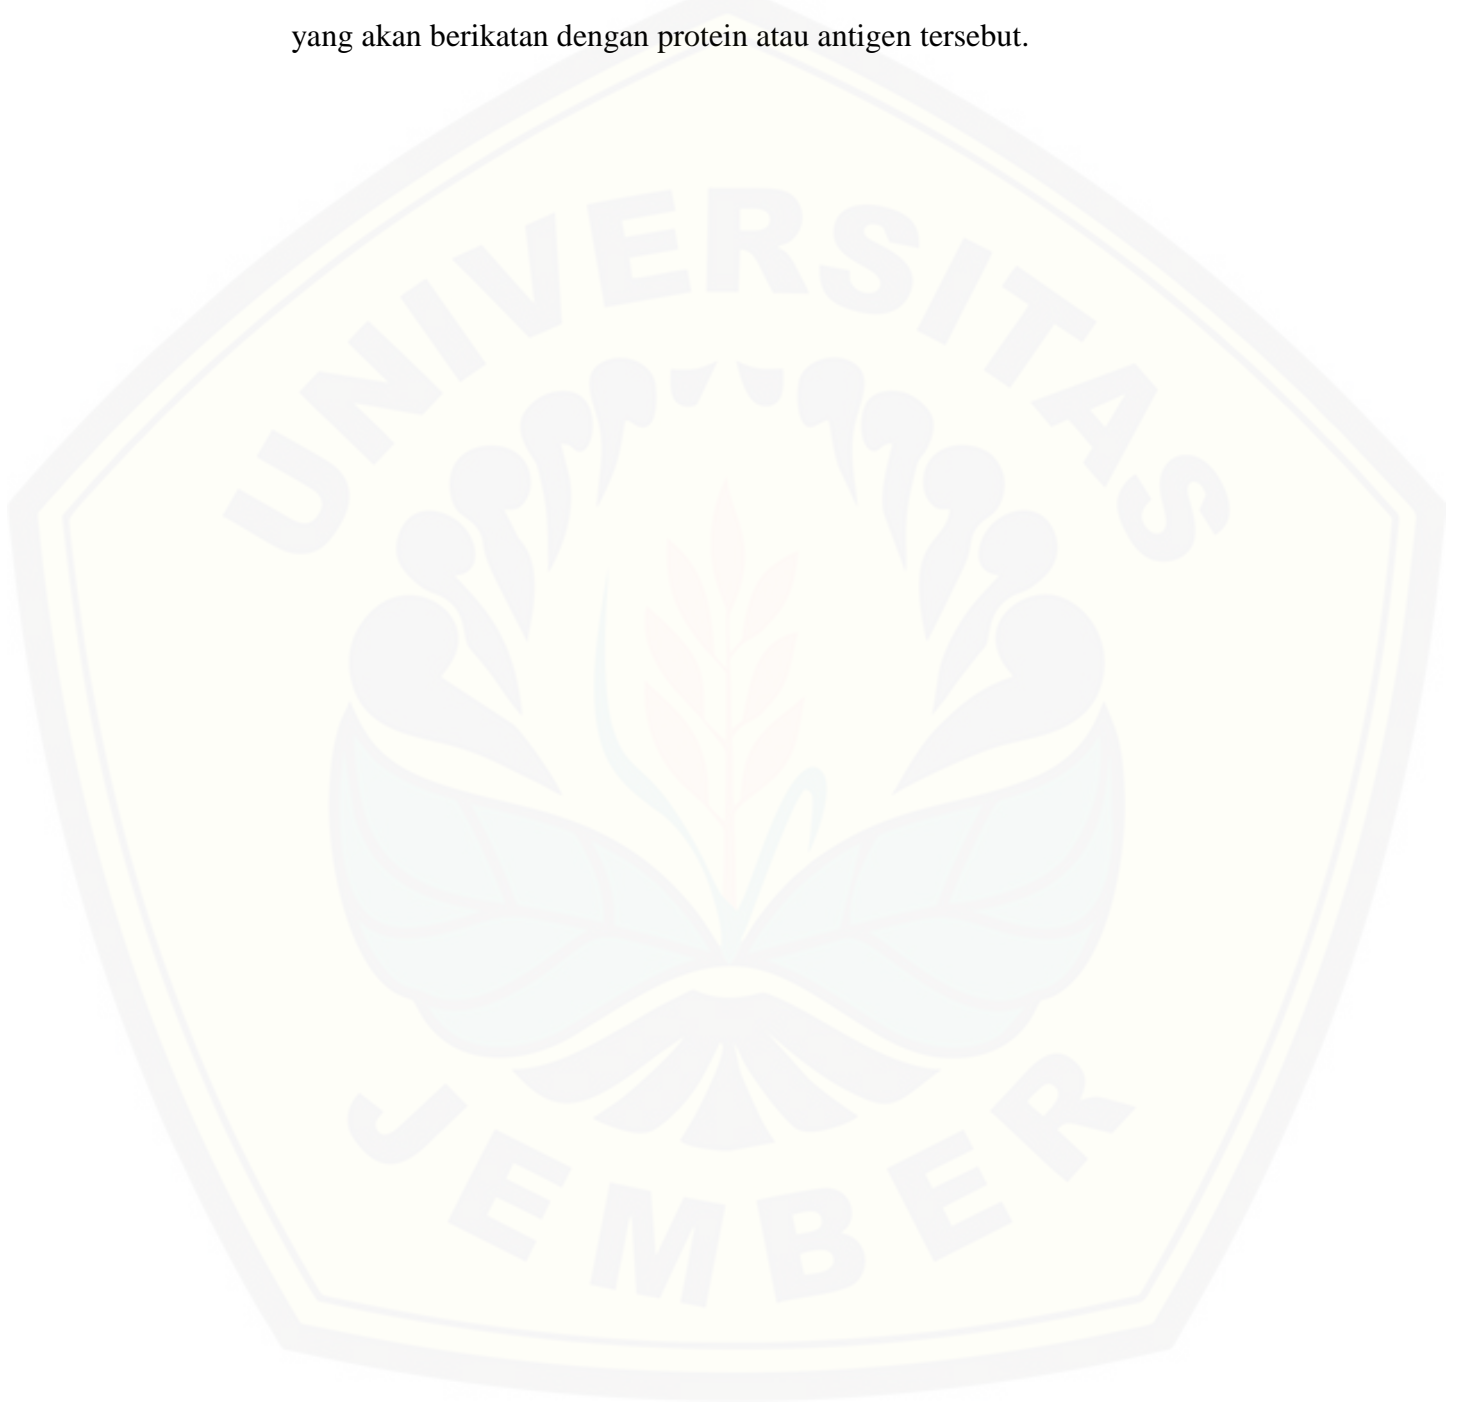 yang akan berikatan dengan protein atau antigen tersebut.
UNIVERSITAS
JEMBER